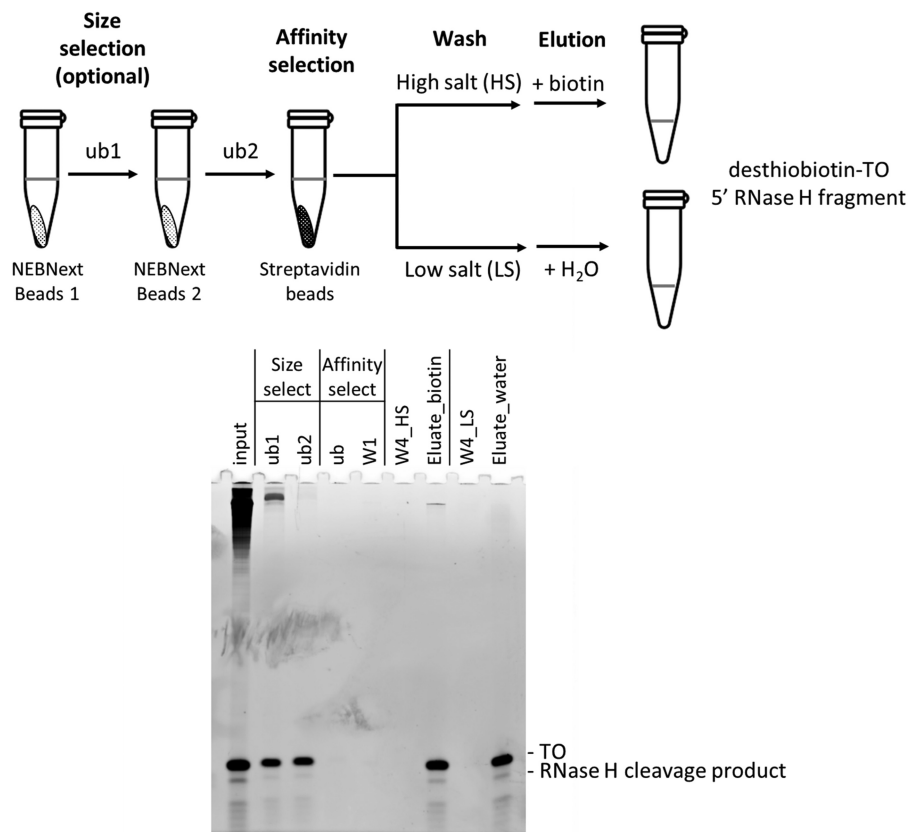 Size
selection
(optional)
Affinity
selection
Wash
Elution
High salt (HS)
+ biotin
ub1
ub2
desthiobiotin-TO
5’ RNase H fragment
NEBNext
Beads 1
NEBNext
Beads 2
Streptavidin
beads
Low salt (LS)
+ H₂O
Size
select
Affinity
select
input
ub1
ub2
ub
W1
W4_HS
Eluate_biotin
W4_LS
Eluate_water
- TO
- RNase H cleavage product